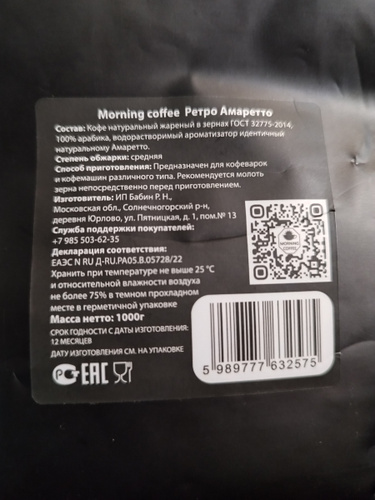 Morning coffee Ретро Амаретто
Состав: Кофе натуральный жареный в зернах ГОСТ 32775-2014,
100% арабика, водорастворимый ароматизатор идентичный
натуральному Амаретто.
Степень обжарки: средняя
Способ приготовления: Предназначен для кофеварок
и кофемашин различного типа. Рекомендуется молоть
зерна непосредственно перед приготовлением.
Изготовитель: ИП Бабин Р. Н.,
Московская обл., Солнечногорский р-н,
деревня Юрлово, ул. Пятницкая, д. 1, пом.№ 13
Служба поддержки покупателей:
+7 985 503-62-35
Декларация соответствия:
ЕАЭС N RU Д-RU.РА05.В.05728/22
Хранить при температуре не выше 25 °С
и относительной влажности воздуха
не более 75% в темном прохладном
месте в герметичной упаковке
Масса нетто: 1000г
СРОК ГОДНОСТИ С ДАТЫ ИЗГОТОВЛЕНИЯ:
12 МЕСЯЦЕВ
ДАТУ ИЗГОТОВЛЕНИЯ СМ. НА УПАКОВКЕ
MORNING
COFFEE
5 989777 632575
РСТ EAC